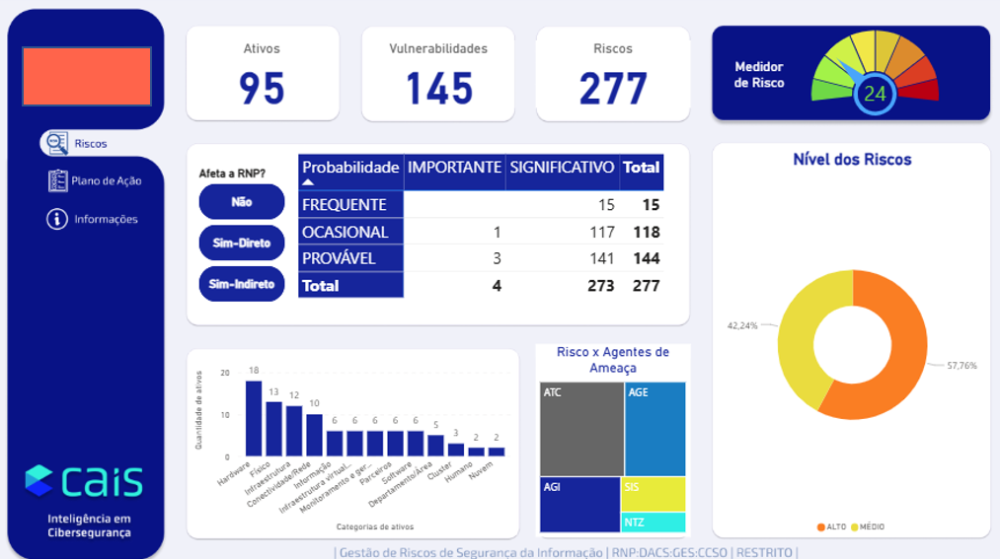 Ativos
95
Vulnerabilidades
145
Riscos
277
Medidor
de Risco
24
Riscos
Plano de Ação
Informações
Afeta a RNP?
Não
Sim-Direto
Sim-Indireto
Probabilidade IMPORTANTE SIGNIFICATIVO Total
FREQUENTE 15 15
OCASIONAL 1 117 118
PROVÁVEL 3 141 144
Total 4 273 277
Nível dos Riscos
42,24%
57,76%
ALTO MÉDIO
Quantidade de ativos
20
10
0
18
13
12
10
6
6
6
6
6
5
3
2
2
Hardware
Físico
Infraestrutura
Conectividade/Rede
Informação
Infraestrutura virtual...
Monitoramento e ger...
Parceiros
Software
Departamento/Área
Cluster
Humano
Nuvem
Categorias de ativos
Risco x Agentes de
Ameaça
ATC
AGE
AGI
SIS
NTZ
cais
Inteligência em
Cibersegurança
| Gestão de Riscos de Segurança da Informação | RNP:DACS:GES:CCSO | RESTRITO |